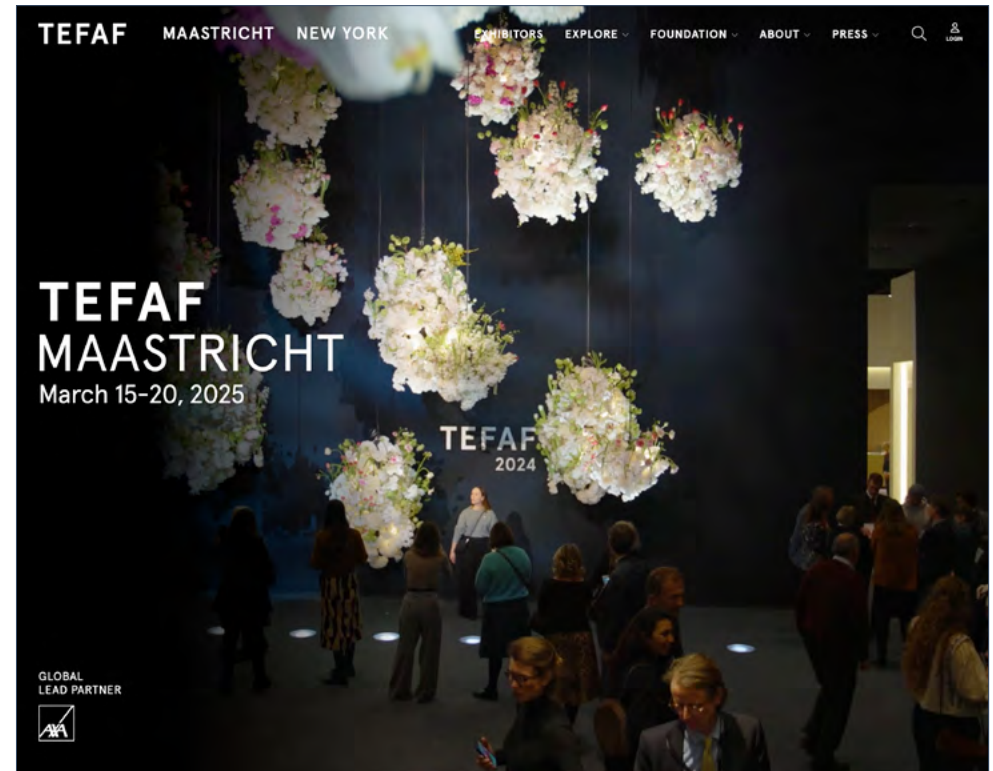 TEFAF MAASTRICHT NEW YORK EXHIBITORS EXPLORE FOUNDATION ABOUT PRESS LOGIN
TEFAF
MAASTRICHT
March 15-20, 2025
TEFAF
2024
GLOBAL
LEAD PARTNER
AXA